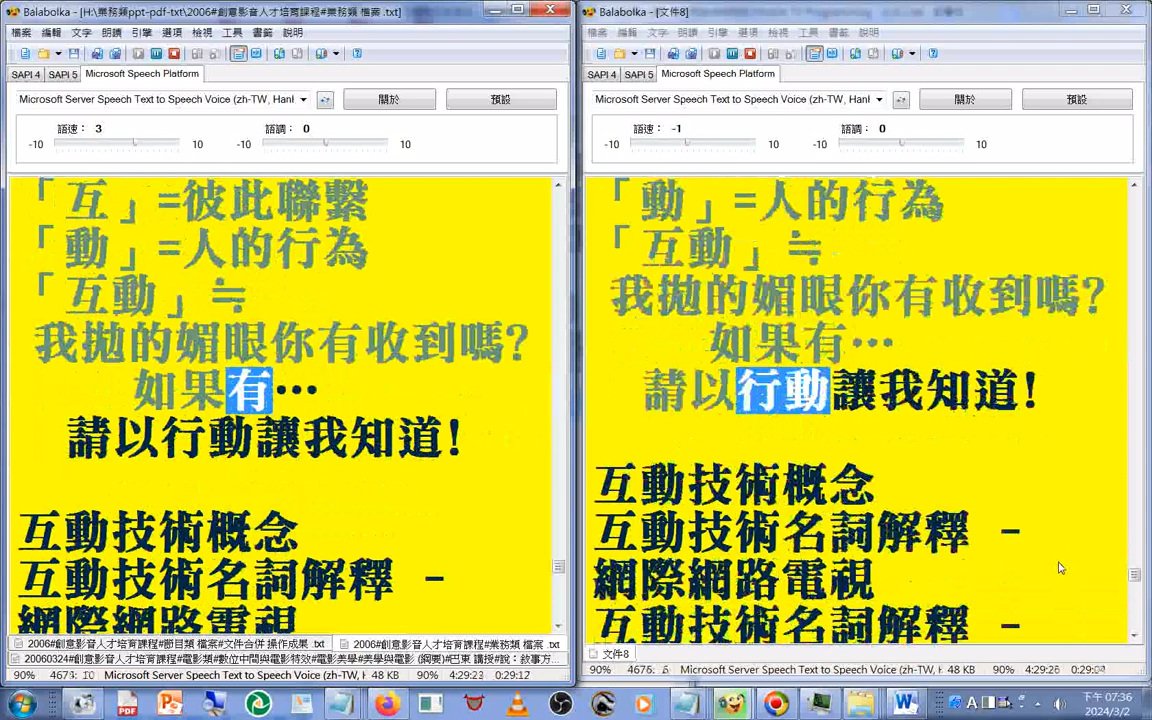 Balabolka - [H:\業務類ppt-pdf-txt\2006#創意影音人才培育課程#業務類 檔案 .txt]
檔案 編輯 文字 朗讀 引擎 選項 檢視 工具 書籤 說明
SAPI 4 SAPI 5 Microsoft Speech Platform
Microsoft Server Speech Text to Speech Voice (zh-TW, Hanl
關於 預設
語速： 3 語調： 0
-10 10 -10 10
「互」=彼此聯繫
「動」=人的行為
「互動」≒
我拋的媚眼你有收到嗎?
如果有…
請以行動讓我知道!
互動技術概念
互動技術名詞解釋 -
網際網路電視
2006#創意影音人才培育課程#節目類 檔案#文件合併 操作成果 .txt 2006#創意影音人才培育課程#業務類 檔案 .txt
20060324#創意影音人才培育課程#電影類#數位中間與電影特效#電影美學#美學與電影 (綱要)#巴東 講授#說：敘事方...
90% 4673: 10 Microsoft Server Speech Text to Speech Voice (zh-TW, H 48 KB 4:29:23 0:29:12
Balabolka - [文件8]
檔案 編輯 文字 朗讀 引擎 選項 檢視 工具 書籤 說明
SAPI 4 SAPI 5 Microsoft Speech Platform
Microsoft Server Speech Text to Speech Voice (zh-TW, Hanl
關於 預設
語速： -1 語調： 0
-10 10 -10 10
「動」=人的行為
「互動」≒
我拋的媚眼你有收到嗎?
如果有…
請以行動讓我知道!
互動技術概念
互動技術名詞解釋 -
網際網路電視
互動技術名詞解釋 -
文件8
90% 4676: Microsoft Server Speech Text to Speech Voice (zh-TW, H 48 KB 4:29:26
下午 07:36
2024/3/2